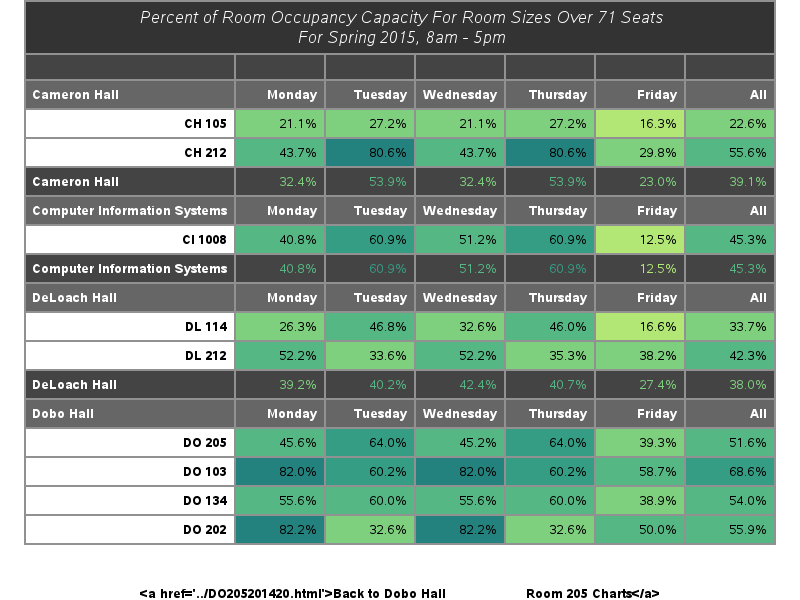 Percent of Room Occupancy Capacity For Room Sizes Over 71 Seats
For Spring 2015, 8am - 5pm
Cameron Hall Monday Tuesday Wednesday Thursday Friday All
CH 105 21.1% 27.2% 21.1% 27.2% 16.3% 22.6%
CH 212 43.7% 80.6% 43.7% 80.6% 29.8% 55.6%
Cameron Hall 32.4% 53.9% 32.4% 53.9% 23.0% 39.1%
Computer Information Systems Monday Tuesday Wednesday Thursday Friday All
CI 1008 40.8% 60.9% 51.2% 60.9% 12.5% 45.3%
Computer Information Systems 40.8% 60.9% 51.2% 60.9% 12.5% 45.3%
DeLoach Hall Monday Tuesday Wednesday Thursday Friday All
DL 114 26.3% 46.8% 32.6% 46.0% 16.6% 33.7%
DL 212 52.2% 33.6% 52.2% 35.3% 38.2% 42.3%
DeLoach Hall 39.2% 40.2% 42.4% 40.7% 27.4% 38.0%
Dobo Hall Monday Tuesday Wednesday Thursday Friday All
DO 205 45.6% 64.0% 45.2% 64.0% 39.3% 51.6%
DO 103 82.0% 60.2% 82.0% 60.2% 58.7% 68.6%
DO 134 55.6% 60.0% 55.6% 60.0% 38.9% 54.0%
DO 202 82.2% 32.6% 82.2% 32.6% 50.0% 55.9%
<a href='../DO205201420.html'>Back to Dobo Hall Room 205 Charts</a>